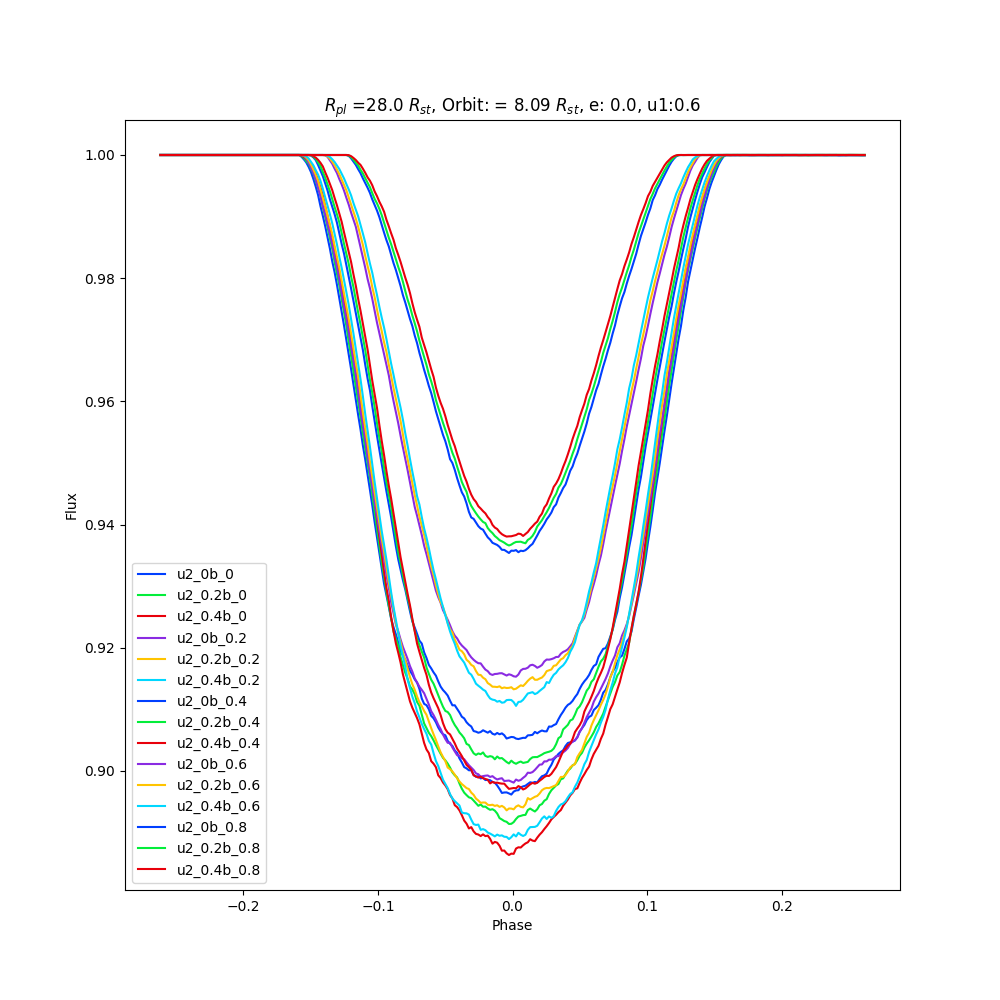 R_pl =28.0 R_st, Orbit: = 8.09 R_st, e: 0.0, u1:0.6
1.00
0.98
0.96
0.94
0.92
0.90
Flux
u2_0b_0
u2_0.2b_0
u2_0.4b_0
u2_0b_0.2
u2_0.2b_0.2
u2_0.4b_0.2
u2_0b_0.4
u2_0.2b_0.4
u2_0.4b_0.4
u2_0b_0.6
u2_0.2b_0.6
u2_0.4b_0.6
u2_0b_0.8
u2_0.2b_0.8
u2_0.4b_0.8
−0.2 −0.1 0.0 0.1 0.2
Phase